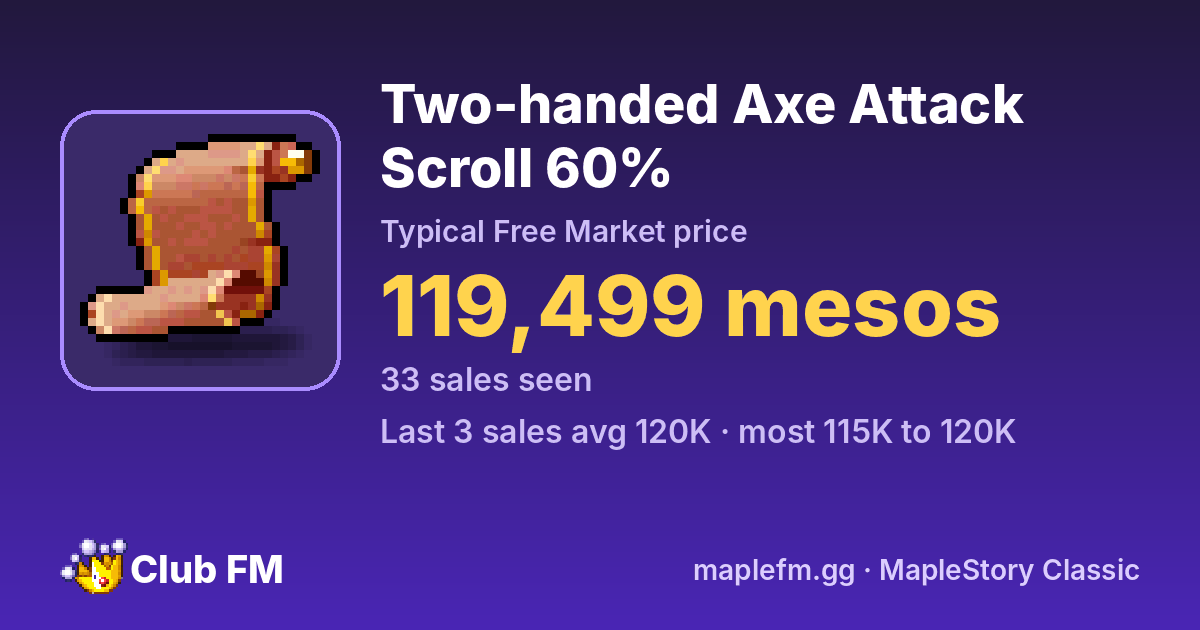 Two-handed Axe Attack
Scroll 60%
Typical Free Market price
119,499 mesos
33 sales seen
Last 3 sales avg 120K · most 115K to 120K
Club FM
maplefm.gg · MapleStory Classic